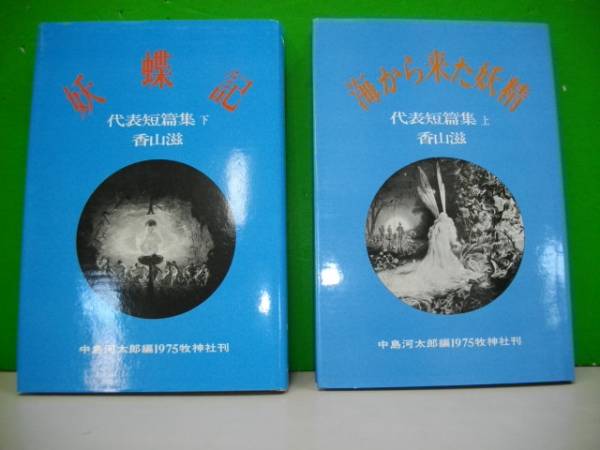 妖蝶記
代表短篇集 下
香山滋
中島河太郎編1975牧神社刊
海から来た妖精
代表短篇集 上
香山滋
中島河太郎編1975牧神社刊